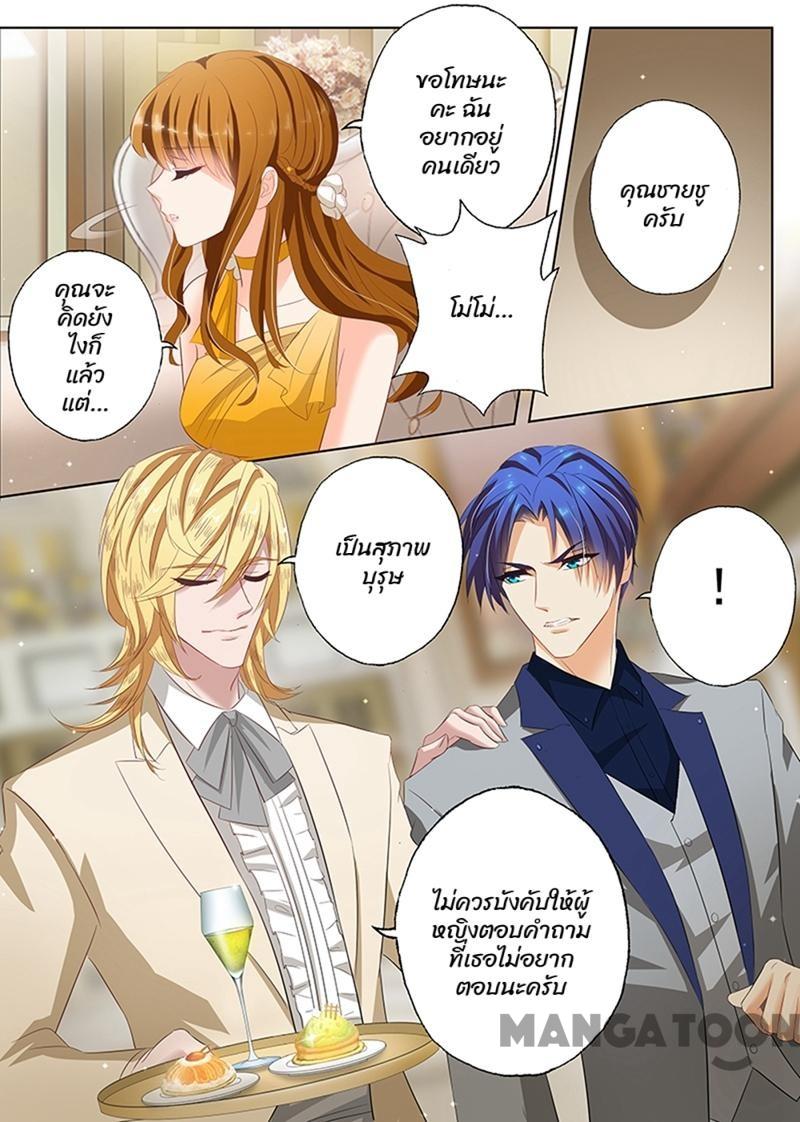 คุณจะ
คิดยัง
ไงก็
แล้ว
แต่...
ขอโทษนะ
คะ ฉัน
อยากอยู่
คนเดียว
โม่โม่...
คุณชายชู
ครับ
เป็นสุภาพ
บุรุษ
!
ไม่ควรบังคับให้ผู้
หญิงตอบคำถาม
ที่เธอไม่อยาก
ตอบนะครับ
MANGATOON